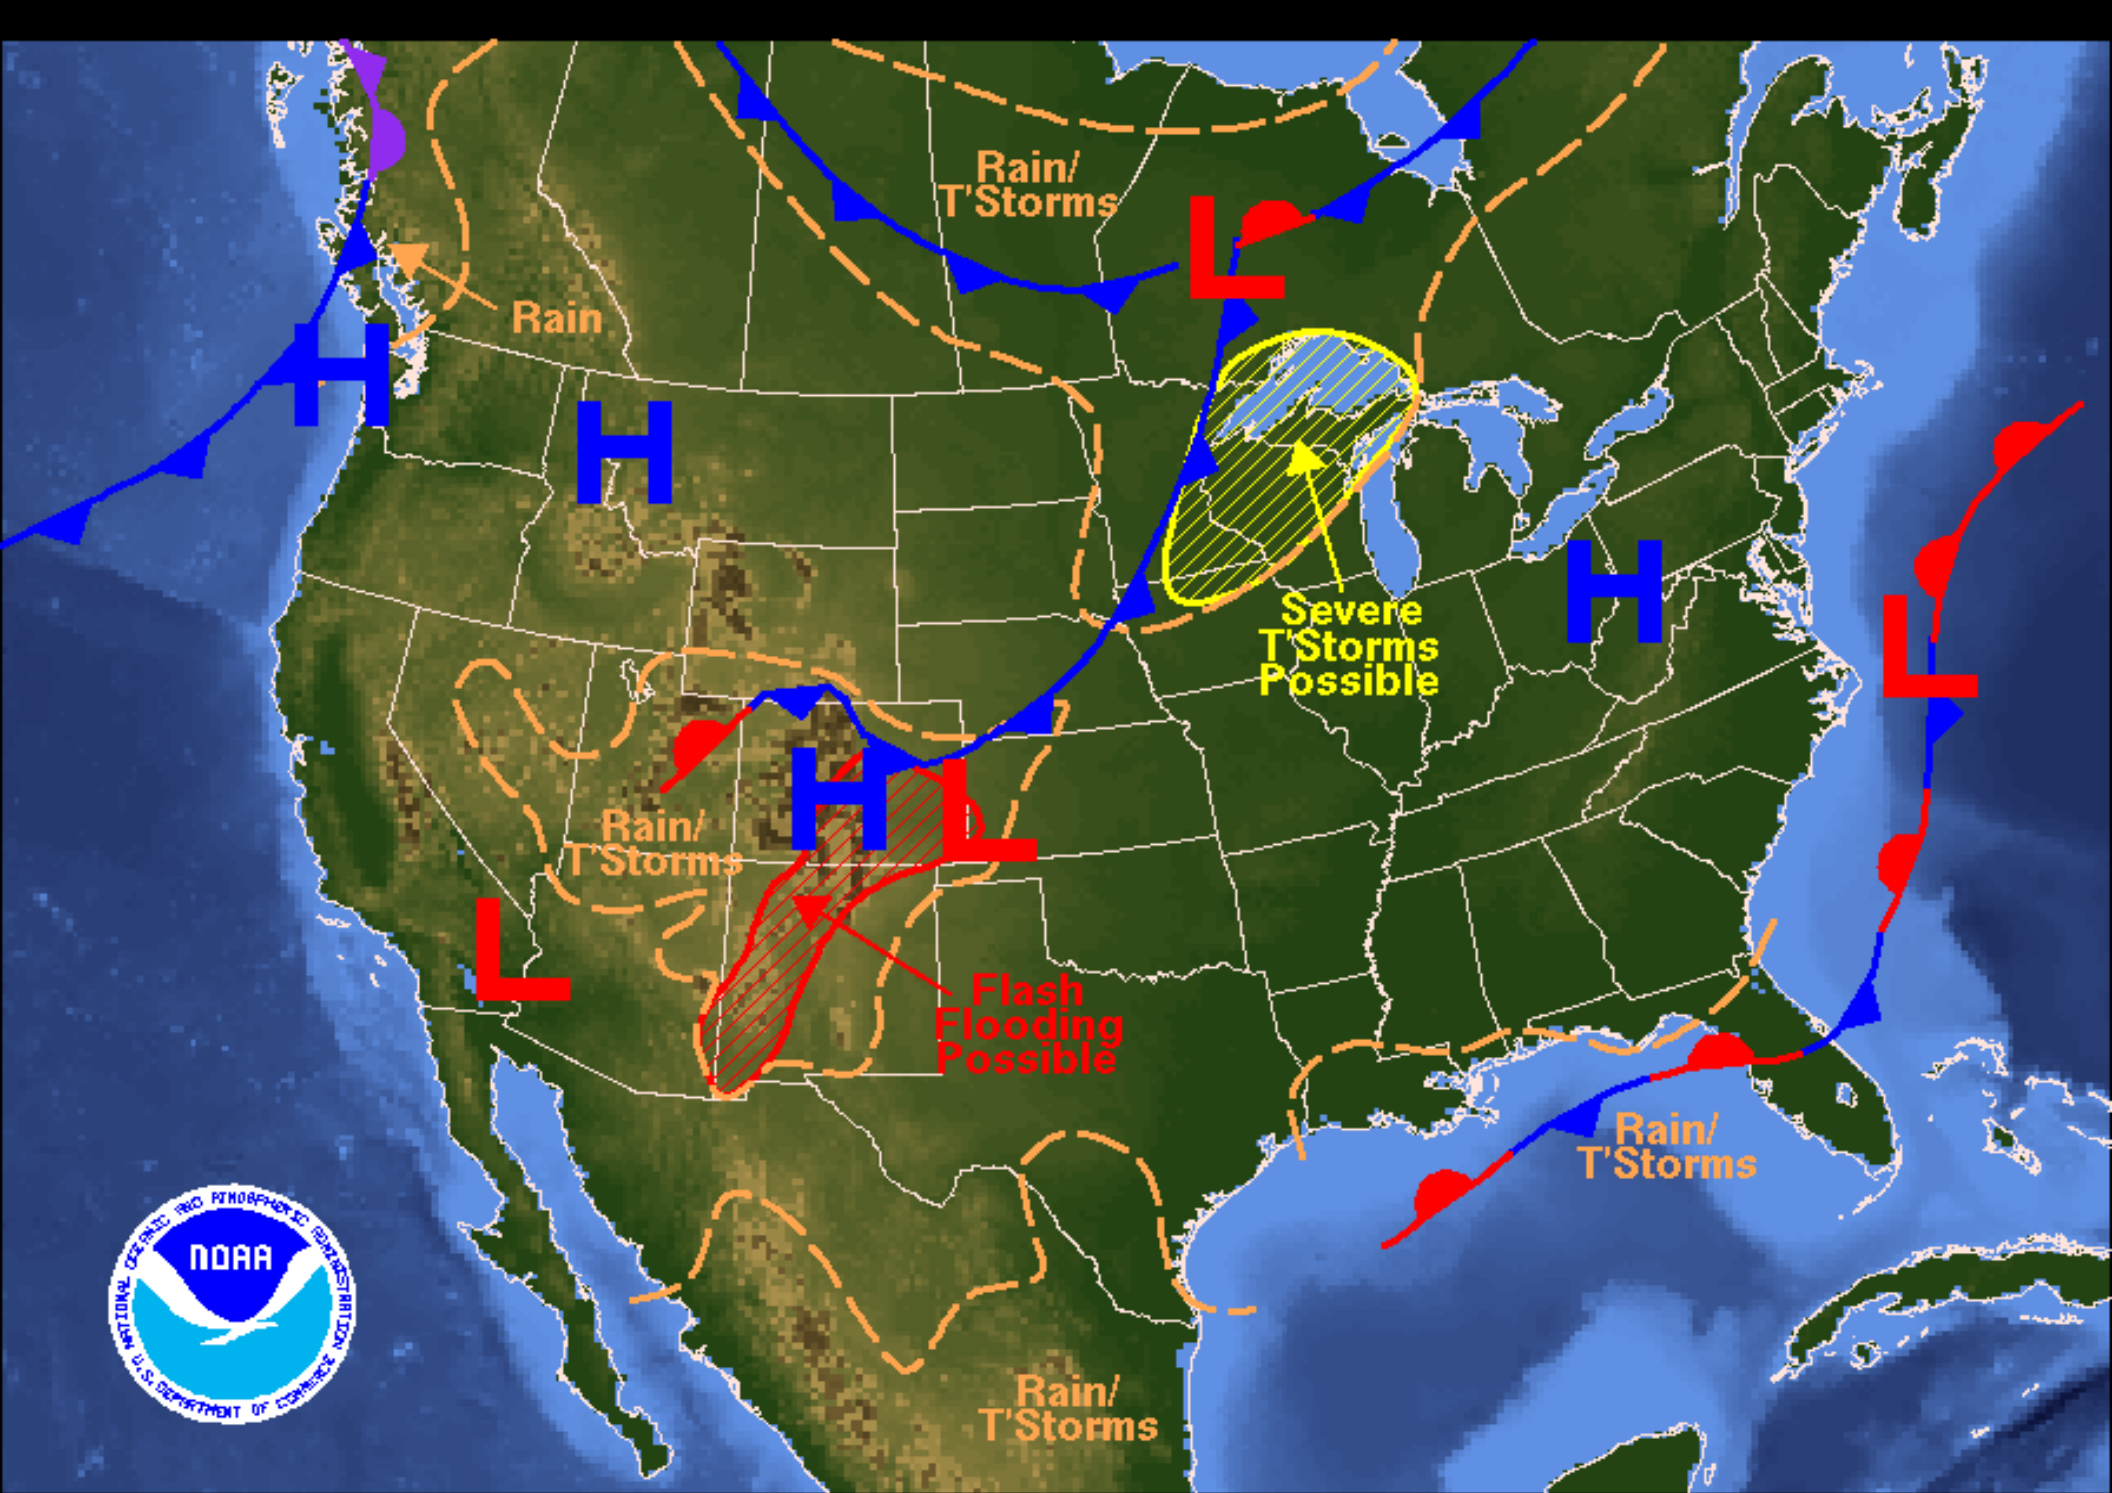 Rain/
T'Storms
L
Rain
H
H
Severe
T'Storms
Possible
H
L
H
L
Rain/
T'Storms
L
Flash
Flooding
Possible
Rain/
T'Storms
NATIONAL OCEANIC AND ATMOSPHERIC ADMINISTRATION
NOAA
U.S. DEPARTMENT OF COMMERCE
Rain/
T'Storms